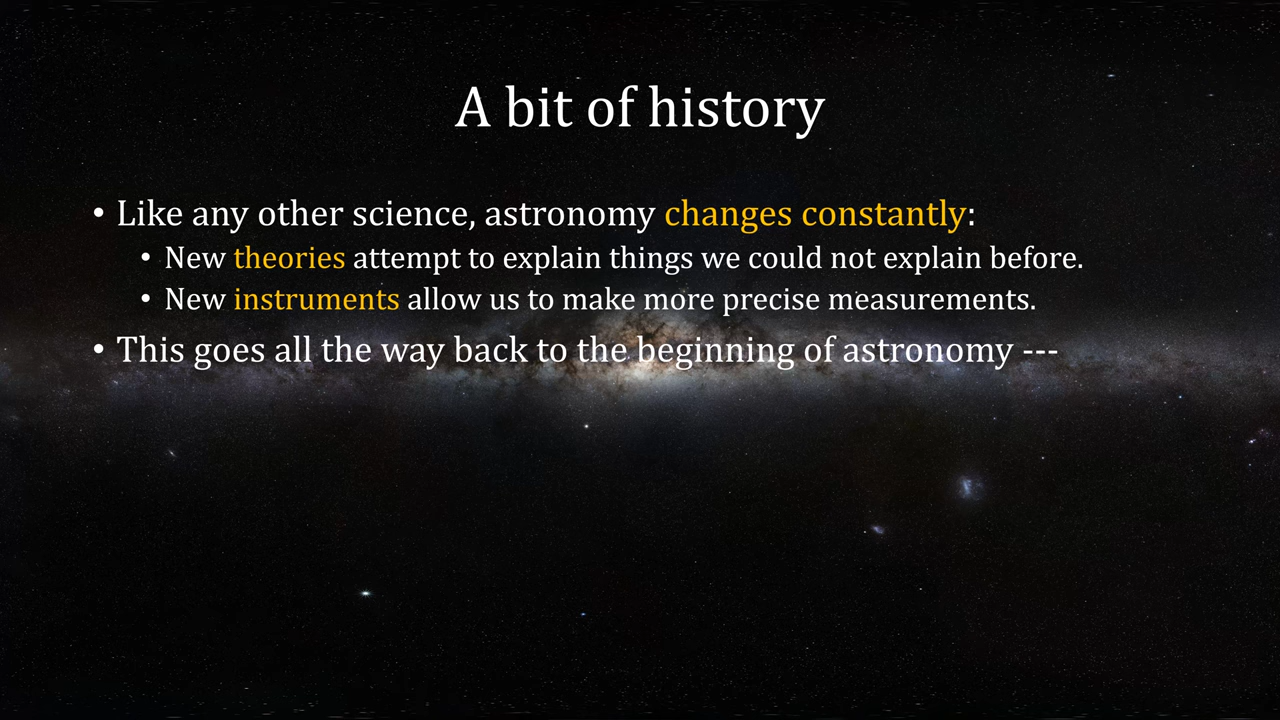 A bit of history
• Like any other science, astronomy changes constantly:
• New theories attempt to explain things we could not explain before.
• New instruments allow us to make more precise measurements.
• This goes all the way back to the beginning of astronomy ---